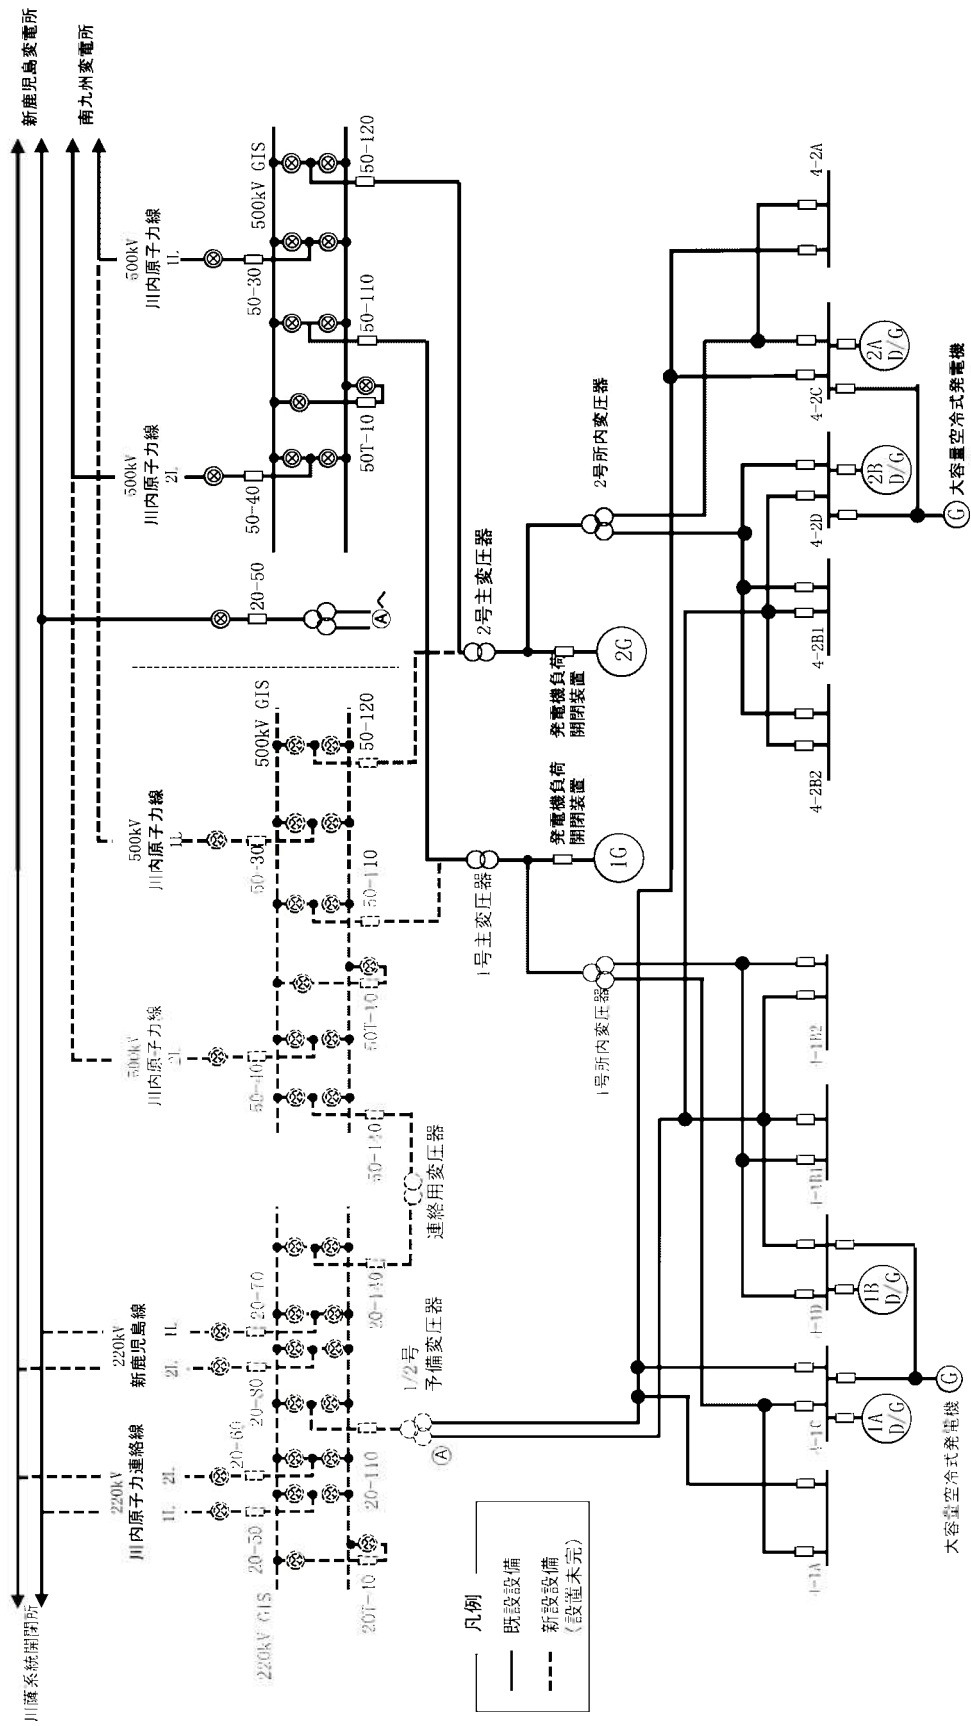 新鹿児島変電所
南九州変電所
川薩系統開閉所
500kV
川内原子力線
1L
500kV
川内原子力線
2L
500kV GIS
50-30
50-40
50-120
50-110
50T-10
20-50
A
~
500kV
川内原子力線
1L
500kV
川内原子力線
2L
500kV GIS
50-30
50-40
50-120
50-110
50T-10
50-140
連絡用変圧器
220kV
新鹿児島線
1L
2L
220kV
川内原子力連絡線
2L
1L
220kV GIS
20-70
20-80
20-60
20-50
20-140
20-110
20T-10
1/2号
予備変圧器
A
2号主変圧器
1号主変圧器
発電機負荷
開閉装置
2G
発電機負荷
開閉装置
1G
2号所内変圧器
1号所内変圧器
4-2A
4-2C
4-2D
4-2B1
4-2B2
4-1B2
4-1B1
4-1D
4-1C
4-1A
2A
D/G
2B
D/G
1B
D/G
1A
D/G
G 大容量空冷式発電機
G
大容量空冷式発電機
凡例
既設設備
新設設備
(設置未完)